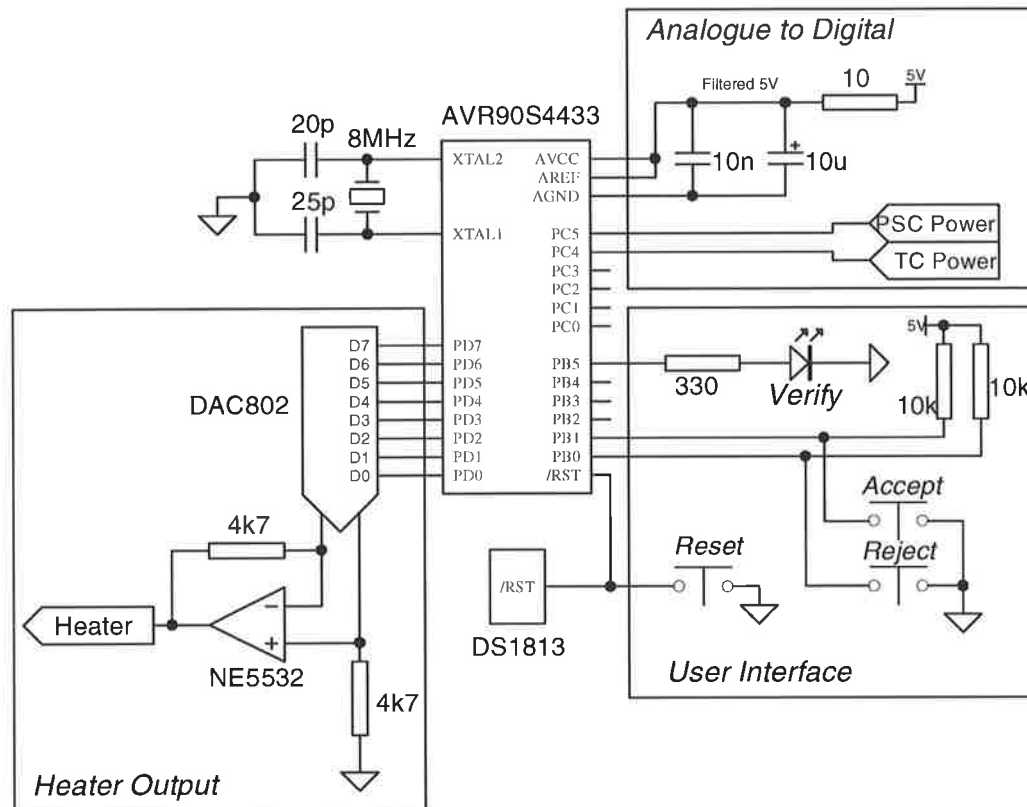 Analogue to Digital
Filtered 5V
10
5V
10n
10u
PSC Power
TC Power
AVR90S4433
20p
8MHz
25p
XTAL2
XTAL1
AVCC
AREF
AGND
PC5
PC4
PC3
PC2
PC1
PC0
PD7
PD6
PD5
PD4
PD3
PD2
PD1
PD0
PB5
PB4
PB3
PB2
PB1
PB0
/RST
D7
D6
D5
D4
D3
D2
D1
D0
DAC802
4k7
Heater
NE5532
4k7
Heater Output
/RST
DS1813
Reset
5V
330
Verify
10k
10k
Accept
Reject
User Interface